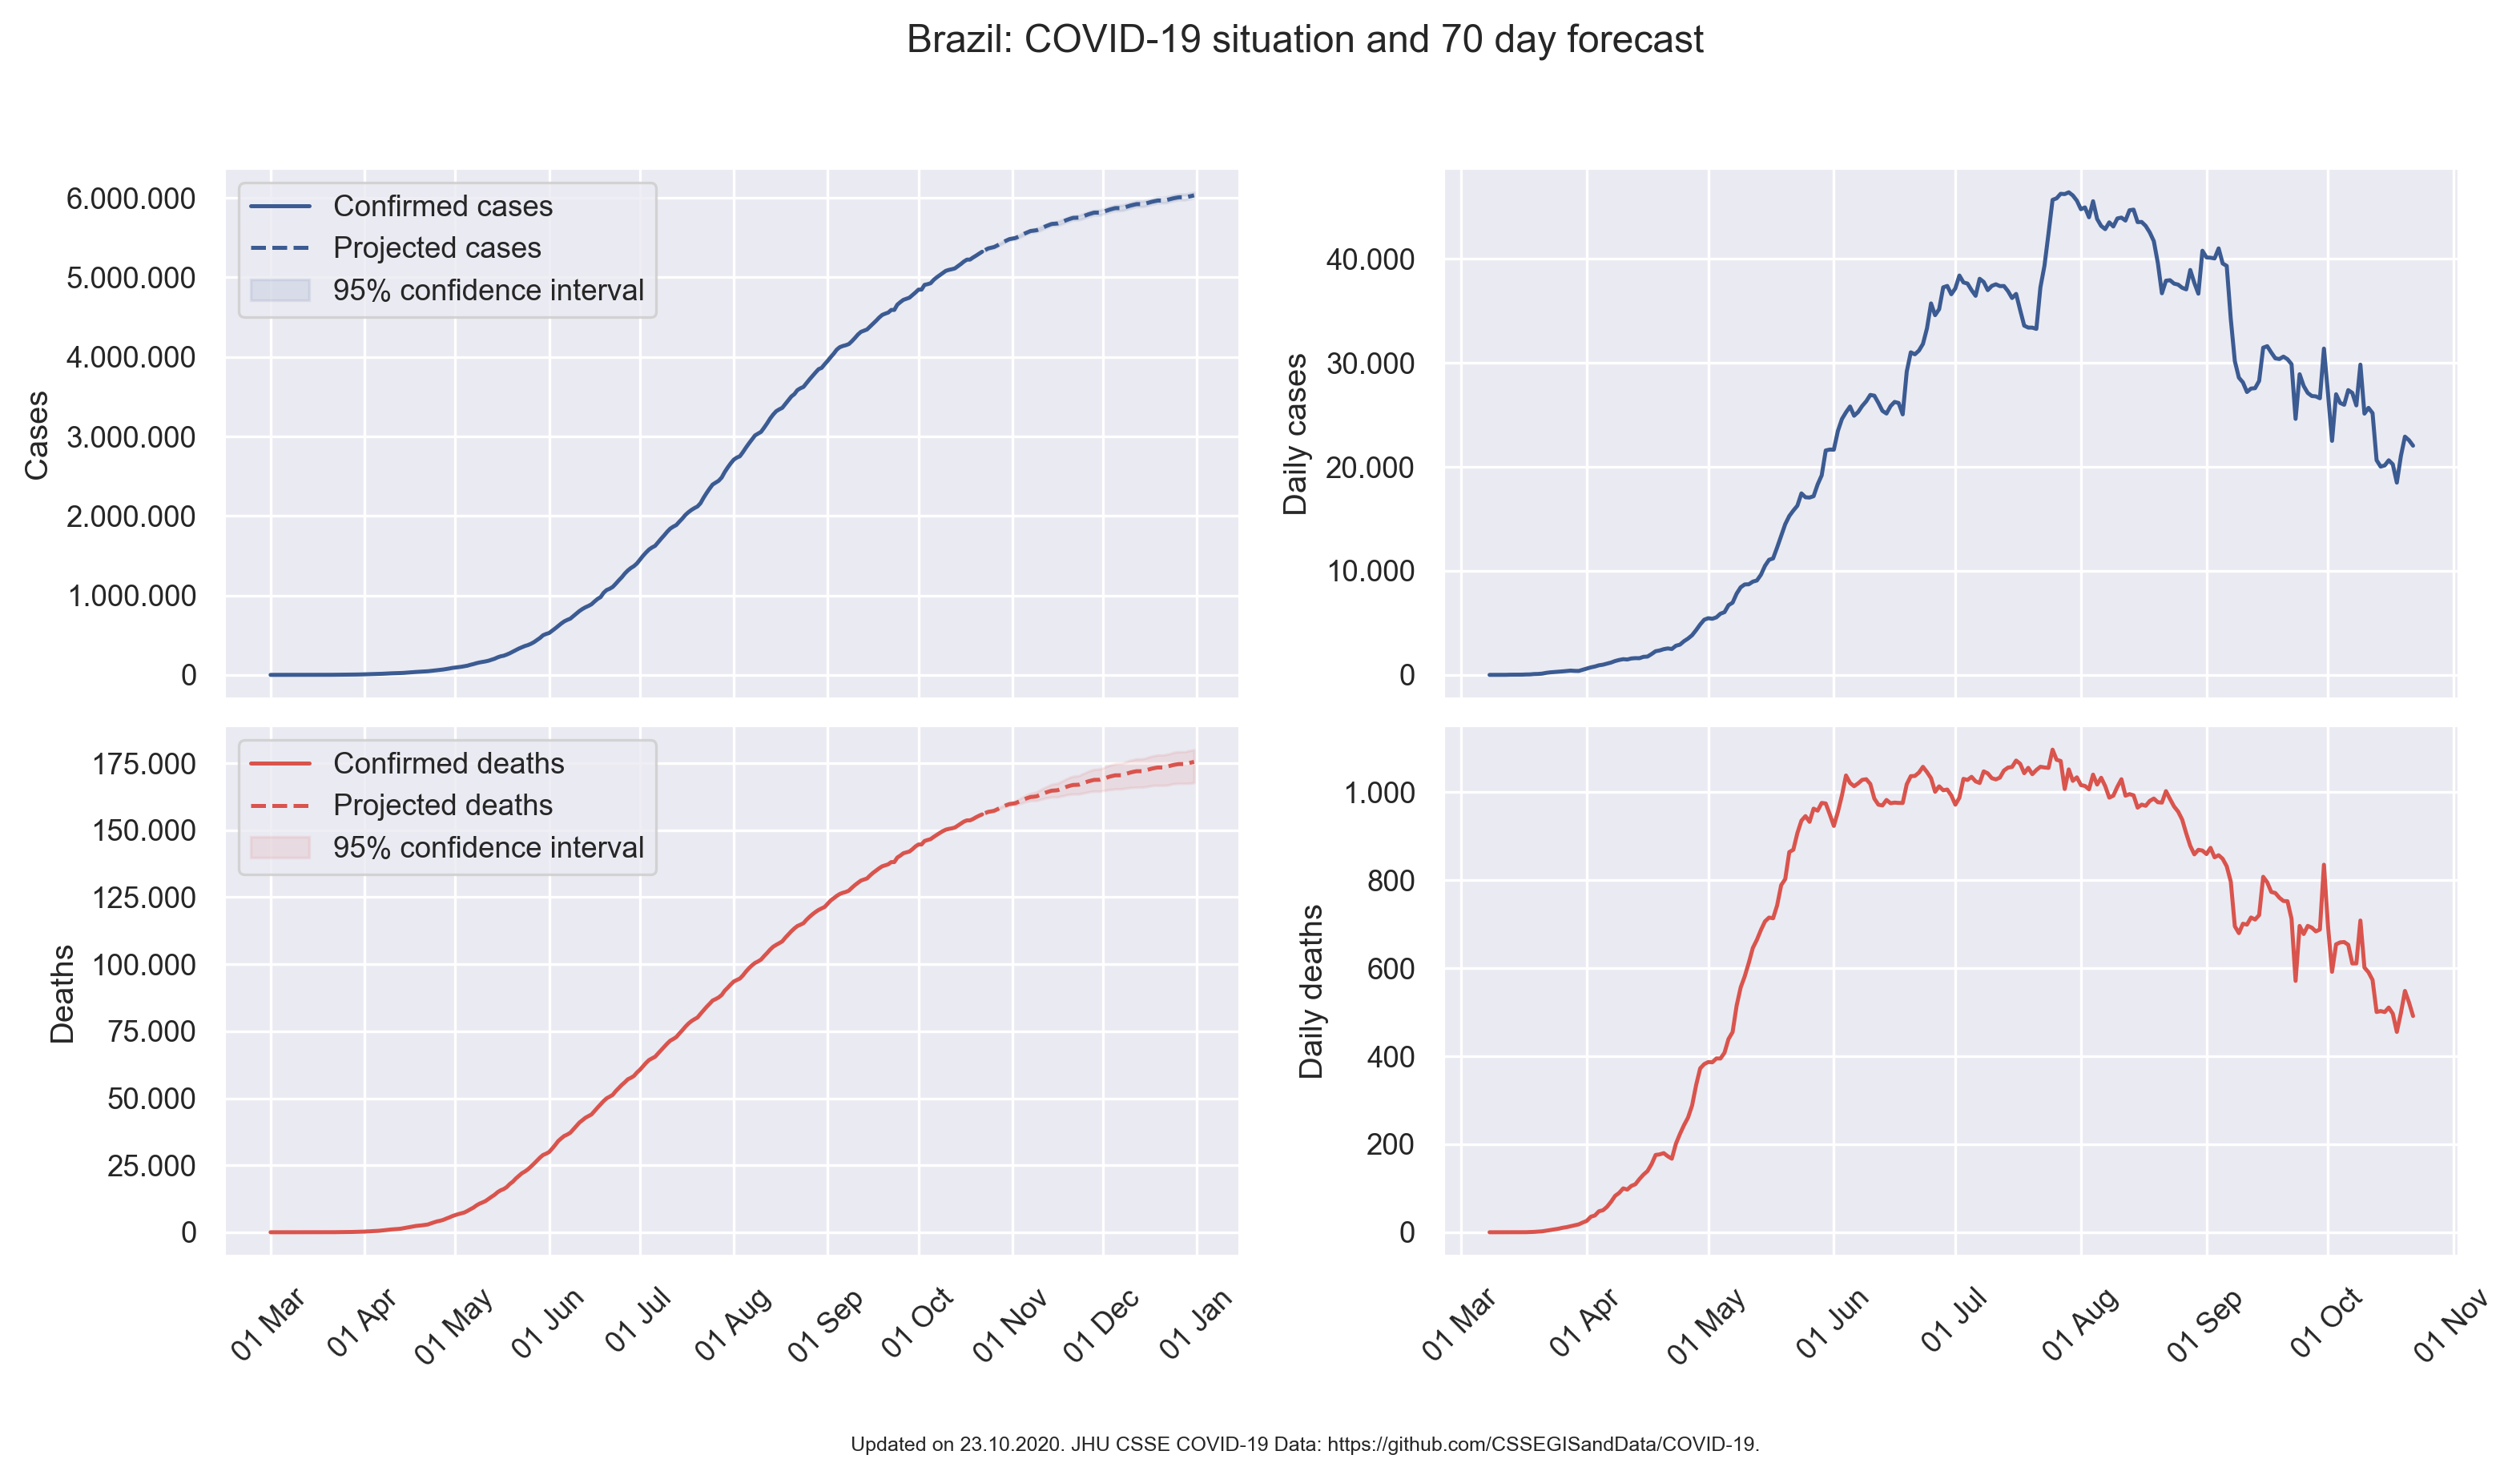 Brazil: COVID-19 situation and 70 day forecast
Cases
6.000.000
5.000.000
4.000.000
3.000.000
2.000.000
1.000.000
0
Confirmed cases
Projected cases
95% confidence interval
Daily cases
40.000
30.000
20.000
10.000
0
Deaths
175.000
150.000
125.000
100.000
75.000
50.000
25.000
0
Confirmed deaths
Projected deaths
95% confidence interval
01 Mar
01 Apr
01 May
01 Jun
01 Jul
01 Aug
01 Sep
01 Oct
01 Nov
01 Dec
01 Jan
Daily deaths
1.000
800
600
400
200
0
01 Mar
01 Apr
01 May
01 Jun
01 Jul
01 Aug
01 Sep
01 Oct
01 Nov
Updated on 23.10.2020. JHU CSSE COVID-19 Data: https://github.com/CSSEGISandData/COVID-19.